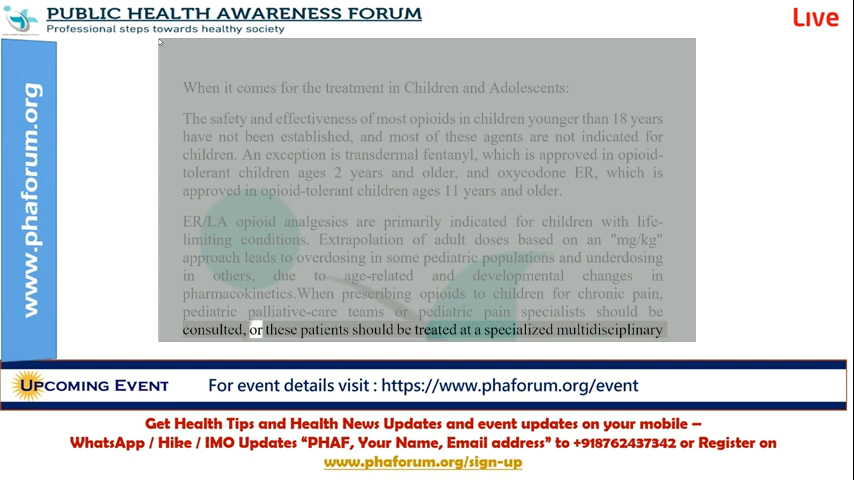 PUBLIC HEALTH AWARENESS FORUM
Professional steps towards healthy society
Live
www.phaforum.org
When it comes for the treatment in Children and Adolescents:
The safety and effectiveness of most opioids in children younger than 18 years
have not been established, and most of these agents are not indicated for
children. An exception is transdermal fentanyl, which is approved in opioid-
tolerant children ages 2 years and older, and oxycodone ER, which is
approved in opioid-tolerant children ages 11 years and older.
ER/LA opioid analgesics are primarily indicated for children with life-
limiting conditions. Extrapolation of adult doses based on an "mg/kg"
approach leads to overdosing in some pediatric populations and underdosing
in others, due to age-related and developmental changes in
pharmacokinetics.When prescribing opioids to children for chronic pain,
pediatric palliative-care teams or pediatric pain specialists should be
consulted, or these patients should be treated at a specialized multidisciplinary
UPCOMING EVENT
For event details visit : https://www.phaforum.org/event
Get Health Tips and Health News Updates and event updates on your mobile –
WhatsApp / Hike / IMO Updates “PHAF, Your Name, Email address” to +918762437342 or Register on
www.phaforum.org/sign-up